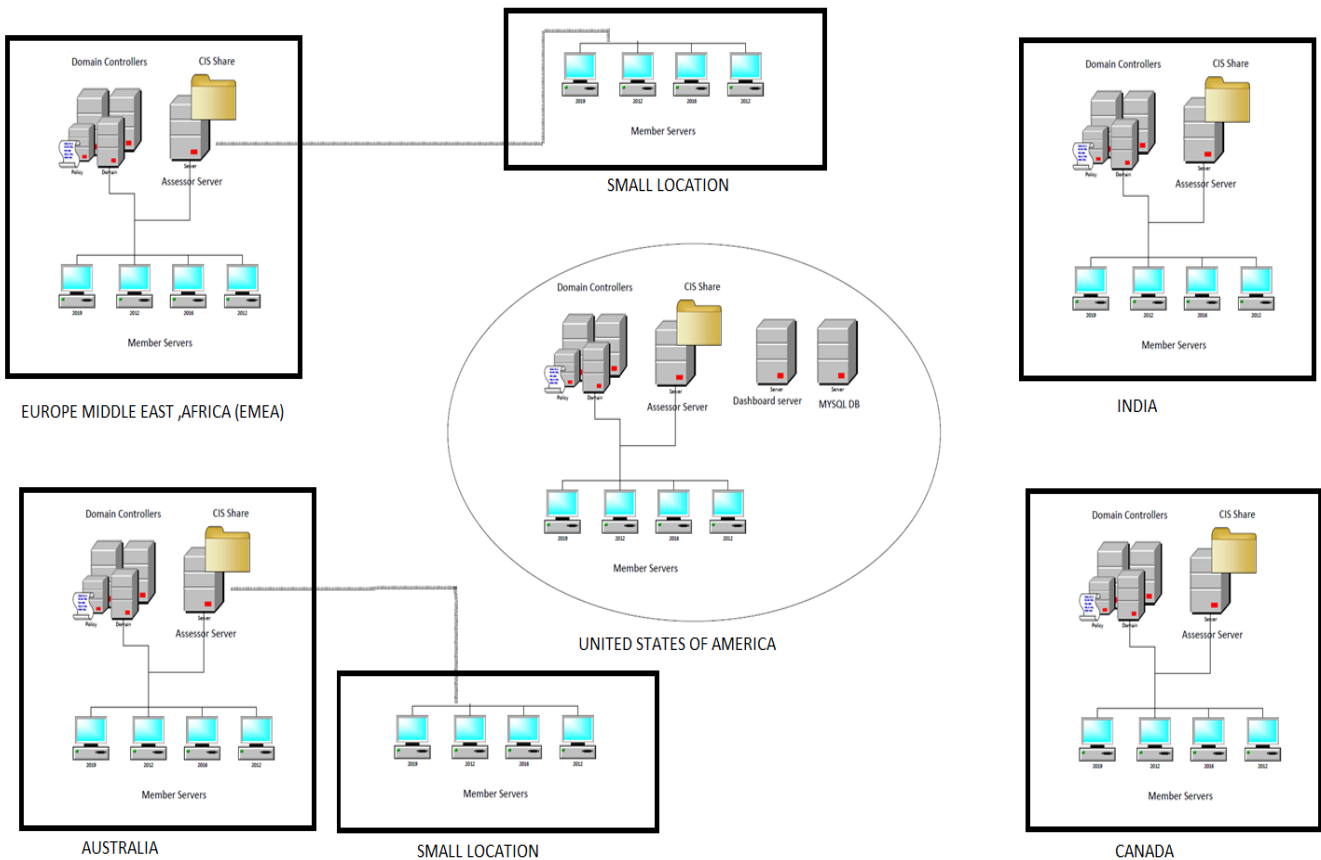 Domain Controllers CIS Share
Policy Domain Server
Assessor Server
2019 2012 2016 2012
Member Servers
EUROPE MIDDLE EAST ,AFRICA (EMEA)
2019 2012 2016 2012
Member Servers
SMALL LOCATION
Domain Controllers CIS Share
Policy Domain Server
Assessor Server
2019 2012 2016 2012
Member Servers
INDIA
Domain Controllers CIS Share
Policy Domain Server Server Server
Assessor Server Dashboard server MYSQL DB
2019 2012 2016 2012
Member Servers
UNITED STATES OF AMERICA
Domain Controllers CIS Share
Policy Domain Server
Assessor Server
2019 2012 2016 2012
Member Servers
AUSTRALIA
2019 2012 2016 2012
Member Servers
SMALL LOCATION
Domain Controllers CIS Share
Policy Domain Server
Assessor Server
2019 2012 2016 2012
Member Servers
CANADA